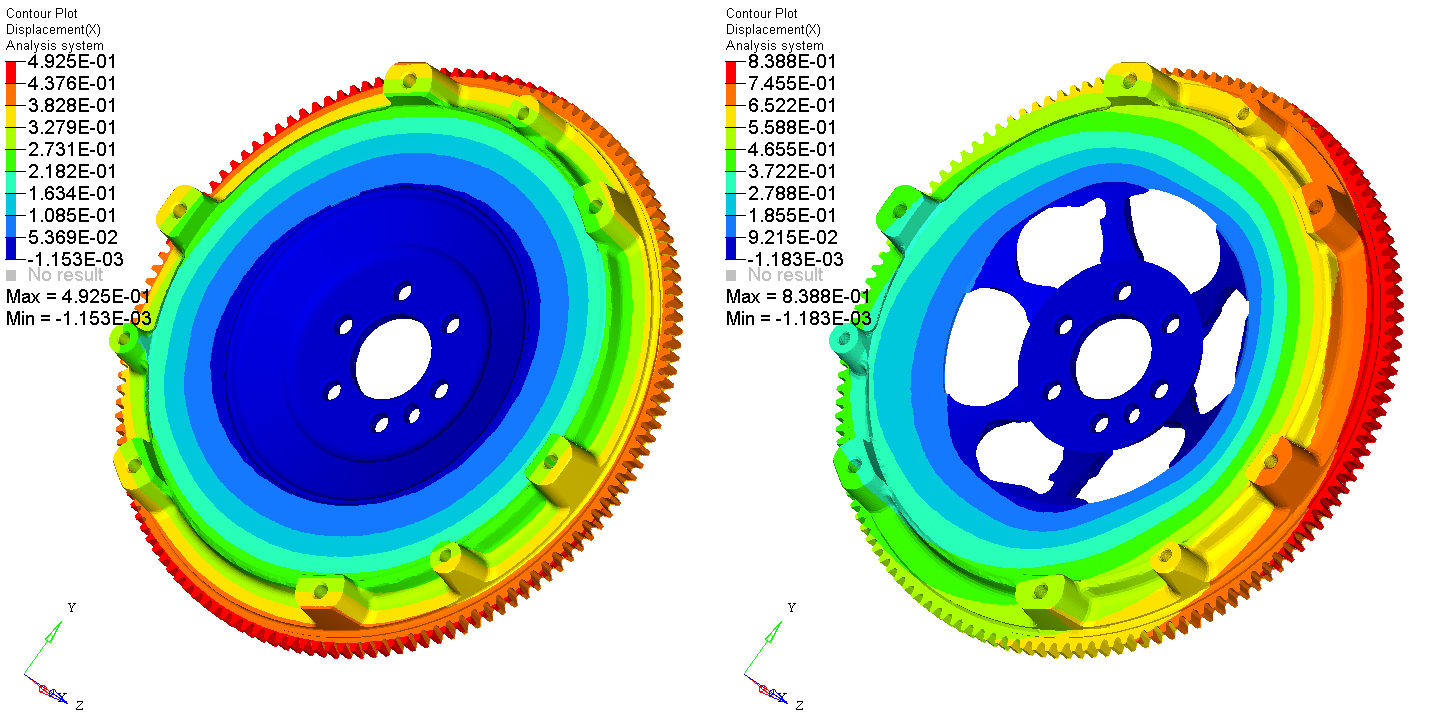 Contour Plot
Displacement(X)
Analysis system
4.925E-01
4.376E-01
3.828E-01
3.279E-01
2.731E-01
2.182E-01
1.634E-01
1.085E-01
5.369E-02
-1.153E-03
No result
Max = 4.925E-01
Min = -1.153E-03
Y
X
Z
Contour Plot
Displacement(X)
Analysis system
8.388E-01
7.455E-01
6.522E-01
5.588E-01
4.655E-01
3.722E-01
2.788E-01
1.855E-01
9.215E-02
-1.183E-03
No result
Max = 8.388E-01
Min = -1.183E-03
Y
X
Z